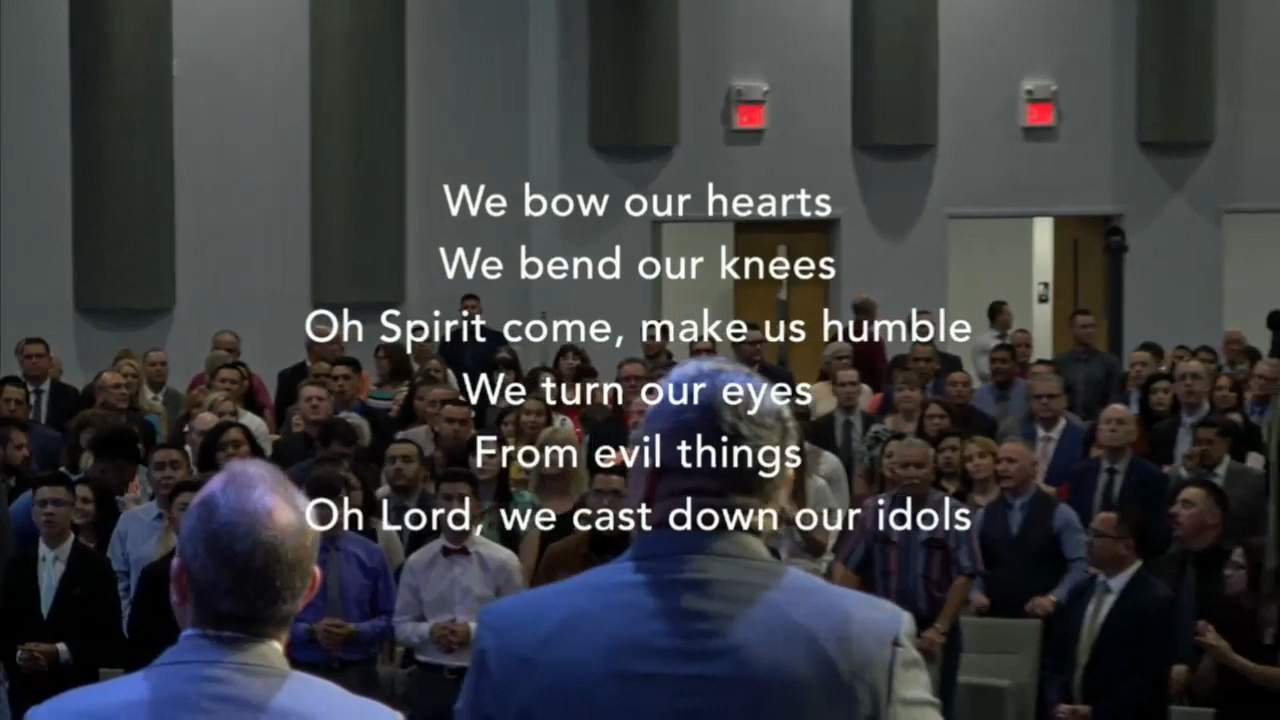 We bow our hearts
We bend our knees
Oh Spirit come, make us humble
We turn our eyes
From evil things
Oh Lord, we cast down our idols